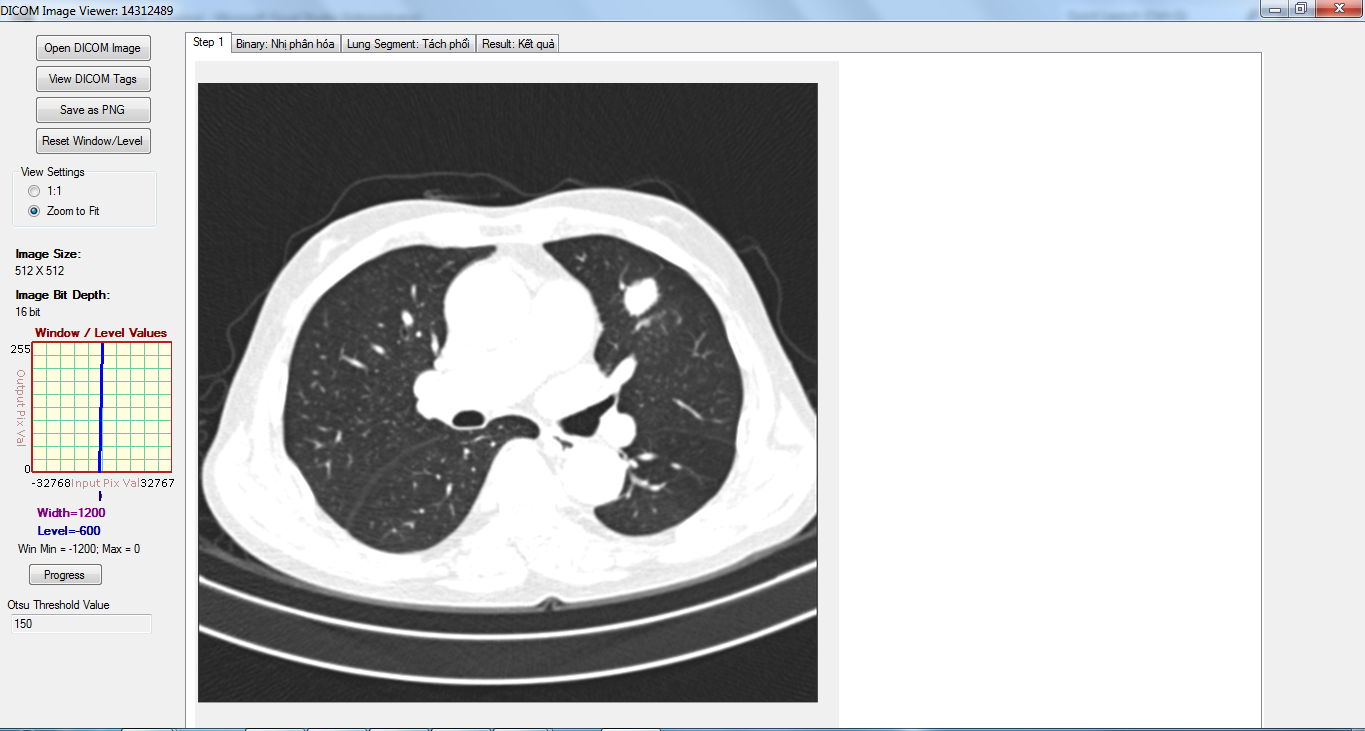 DICOM Image Viewer: 14312489
Open DICOM Image
View DICOM Tags
Save as PNG
Reset Window/Level
View Settings
1:1
Zoom to Fit
Image Size:
512 X 512
Image Bit Depth:
16 bit
Window / Level Values
255
Output Pix Val
0
-32768 Input Pix Val 32767
Width=1200
Level=-600
Win Min = -1200; Max = 0
Progress
Otsu Threshold Value
150
Step 1
Binary: Nhị phân hóa
Lung Segment: Tách phổi
Result: Kết quả